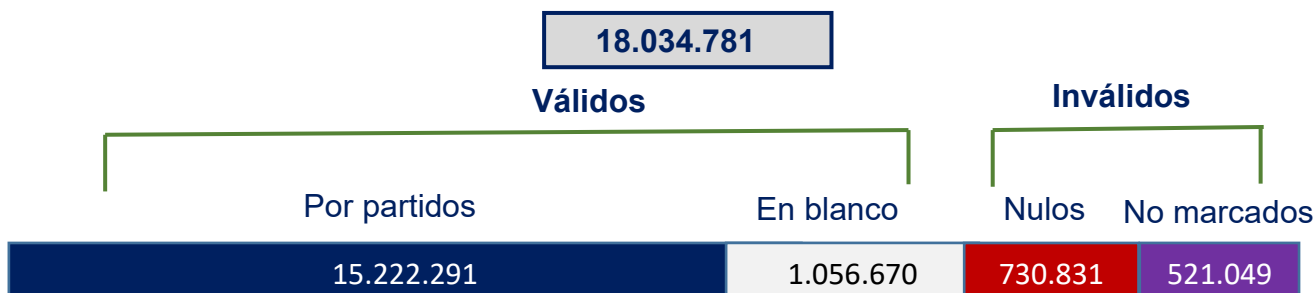 18.034.781
Válidos
Inválidos
Por partidos
En blanco
Nulos
No marcados
15.222.291
1.056.670
730.831
521.049